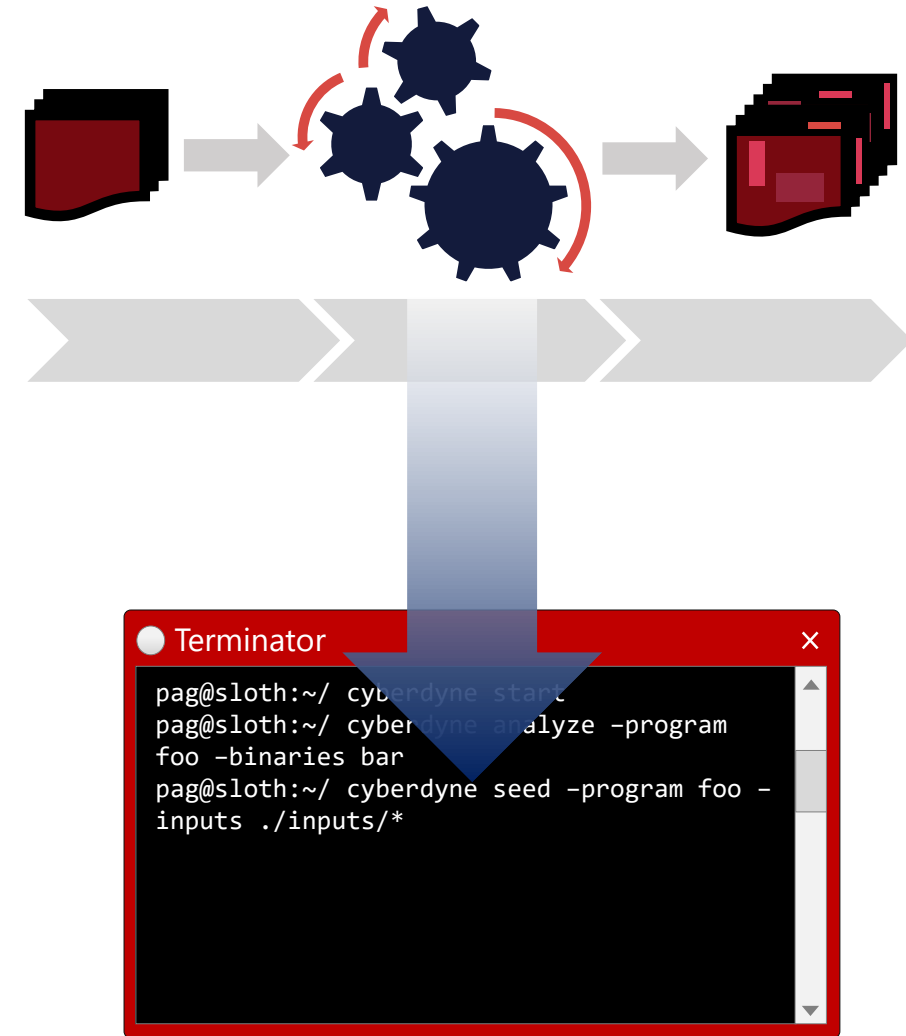 Terminator
×
pag@sloth:~/ cyberdyne start
pag@sloth:~/ cyberdyne analyze –program
foo –binaries bar
pag@sloth:~/ cyberdyne seed –program foo –
inputs ./inputs/*